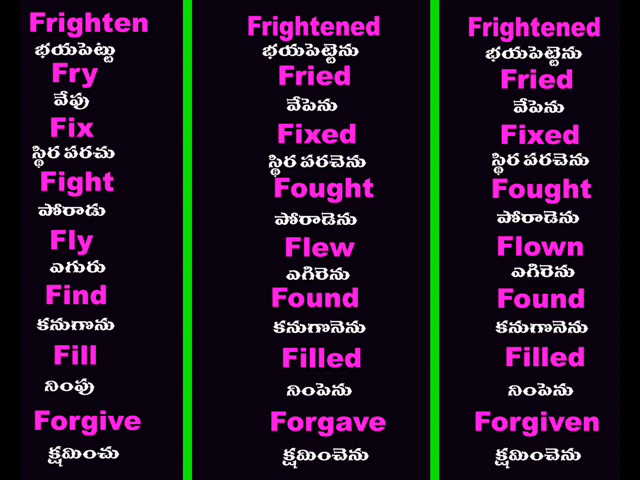 Frighten Frightened Frightened
భయపెట్టు భయపెట్టెను భయపెట్టెను
Fry Fried Fried
వేపు వేపెను వేపెను
Fix Fixed Fixed
స్థిర పరచు స్థిర పరచెను స్థిర పరచెను
Fight Fought Fought
పోరాడు పోరాడెను పోరాడెను
Fly Flew Flown
ఎగురు ఎగిరెను ఎగిరెను
Find Found Found
కనుగొను కనుగొనెను కనుగొనెను
Fill Filled Filled
నింపు నింపెను నింపెను
Forgive Forgave Forgiven
క్షమించు క్షమించెను క్షమించెను